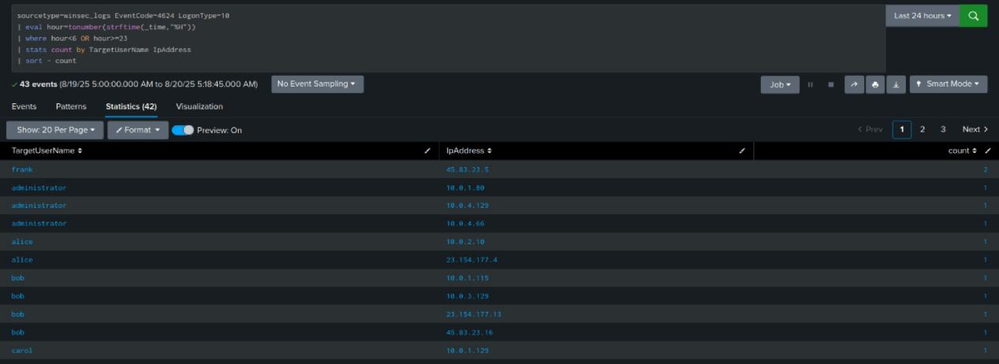 sourcetype=winsec_logs EventCode=4624 LogonType=10
| eval hour=tonumber(strftime(_time,"%H"))
| where hour<6 OR hour>=23
| stats count by TargetUserName IpAddress
| sort - count
Last 24 hours
43 events (8/19/25 5:00:00.000 AM to 8/20/25 5:18:45.000 AM) No Event Sampling Job Smart Mode
Events Patterns Statistics (42) Visualization
Show: 20 Per Page Format Preview: On < Prev 1 2 3 Next >
TargetUserName IpAddress count
frank 45.83.23.5 2
administrator 10.0.1.80 1
administrator 10.0.4.129 1
administrator 10.0.4.66 1
alice 10.0.2.10 1
alice 23.154.177.4 1
bob 10.0.1.115 1
bob 10.0.3.129 1
bob 23.154.177.13 1
bob 45.83.23.16 1
carol 10.0.1.129 1